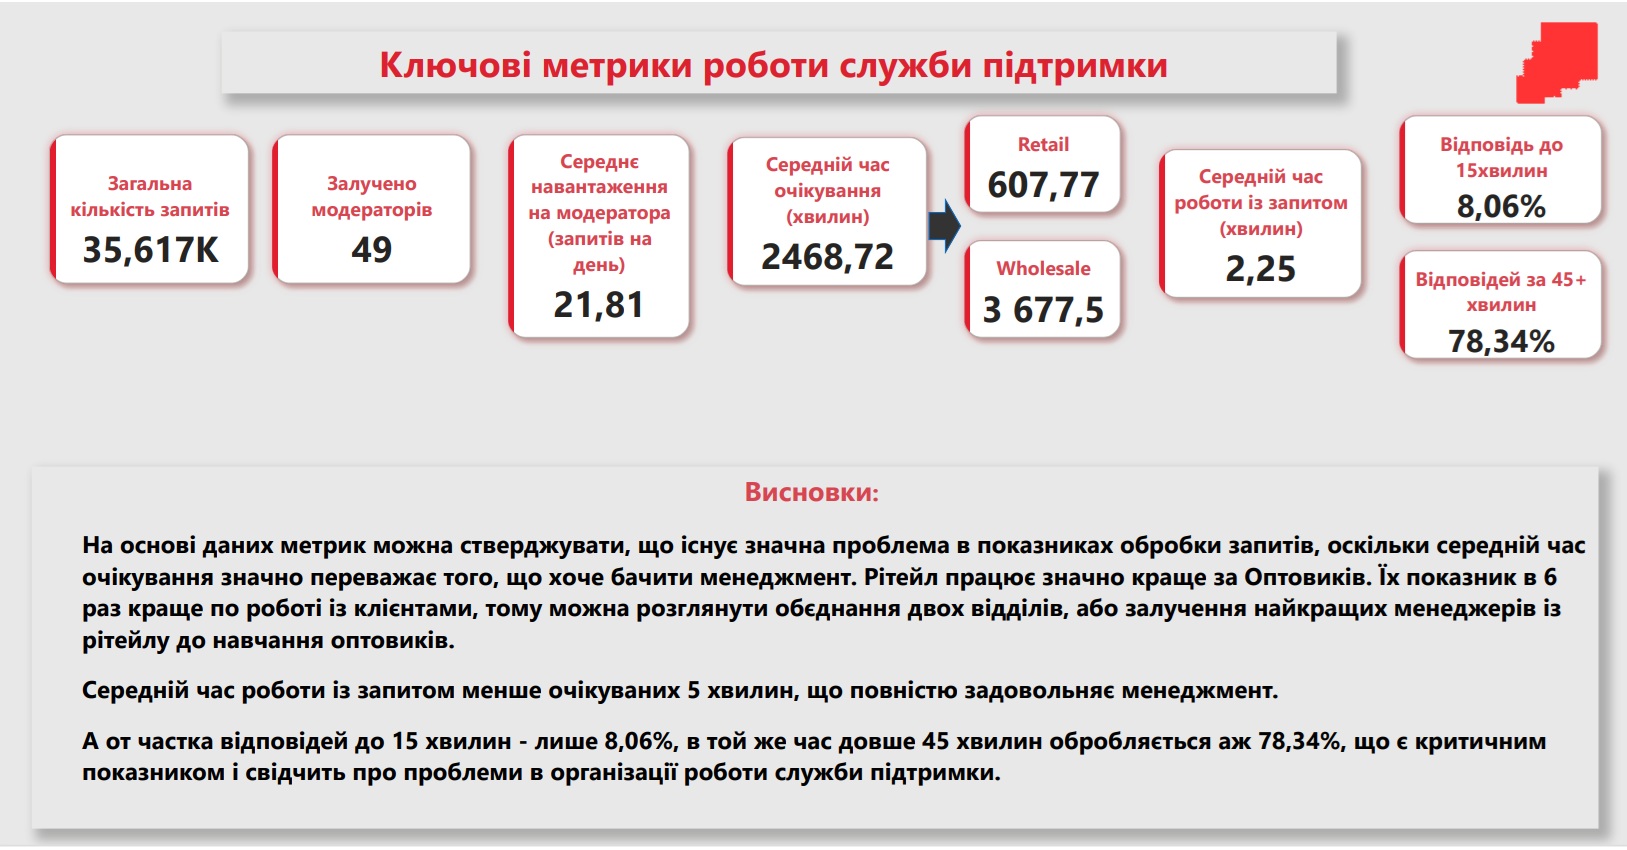 Ключові метрики роботи служби підтримки
Загальна
кількість запитів
35,617K
Залучено
модераторів
49
Середнє
навантаження
на модератора
(запитів на
день)
21,81
Середній час
очікування
(хвилин)
2468,72
Retail
607,77
Wholesale
3 677,5
Середній час
роботи із запитом
(хвилин)
2,25
Відповідь до
15хвилин
8,06%
Відповідей за 45+
хвилин
78,34%
Висновки:
На основі даних метрик можна стверджувати, що існує значна проблема в показниках обробки запитів, оскільки середній час
очікування значно переважає того, що хоче бачити менеджмент. Рітейл працює значно краще за Оптовиків. Їх показник в 6
раз краще по роботі із клієнтами, тому можна розглянути обєднання двох відділів, або залучення найкращих менеджерів із
рітейлу до навчання оптовиків.
Середній час роботи із запитом менше очікуваних 5 хвилин, що повністю задовольняє менеджмент.
А от частка відповідей до 15 хвилин - лише 8,06%, в той же час довше 45 хвилин обробляється аж 78,34%, що є критичним
показником і свідчить про проблеми в організації роботи служби підтримки.